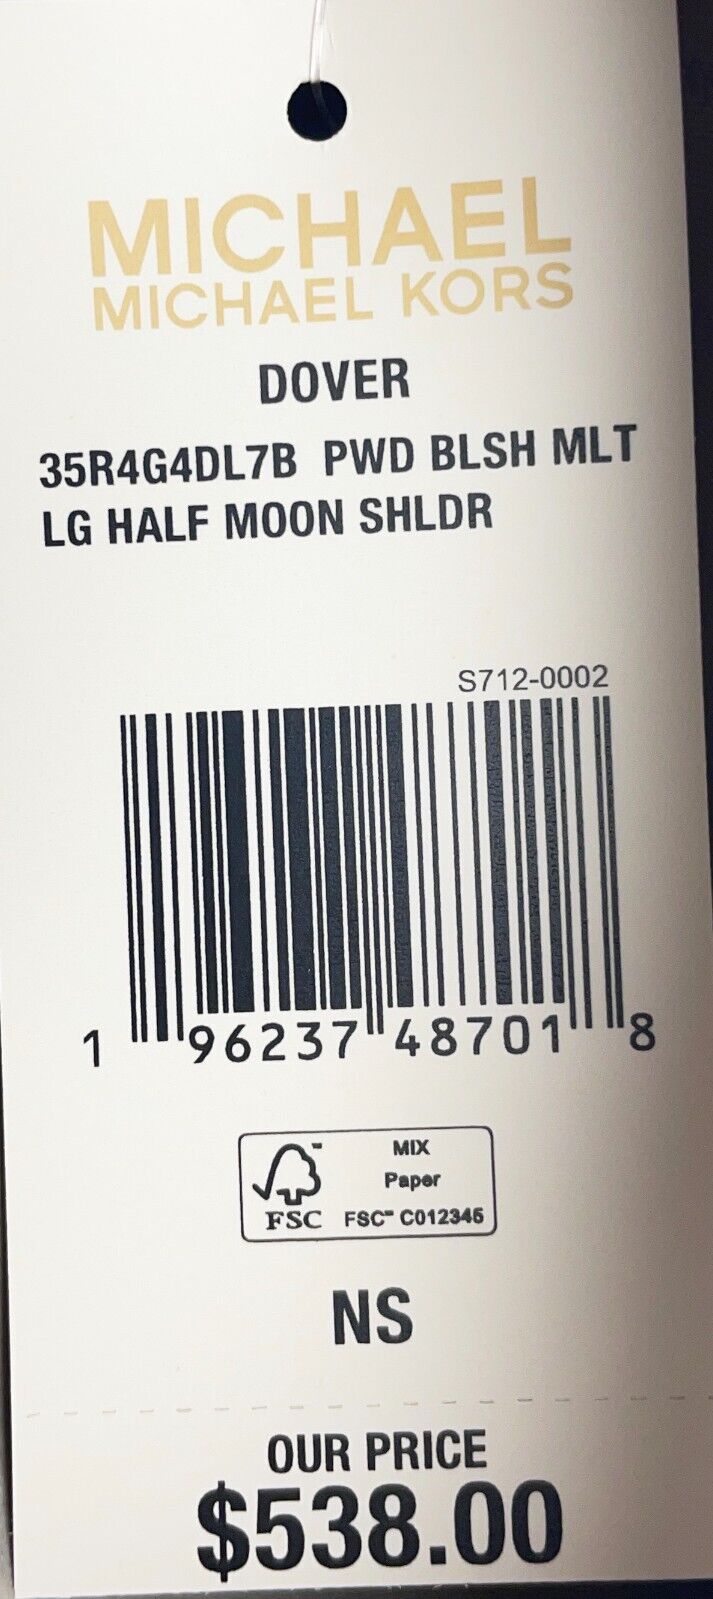 MICHAEL
MICHAEL KORS
DOVER
35R4G4DL7B PWD BLSH MLT
LG HALF MOON SHLDR
S712-0002
1 96237 48701 8
MIX
Paper
FSC™ C012345
FSC
NS
OUR PRICE
$538.00